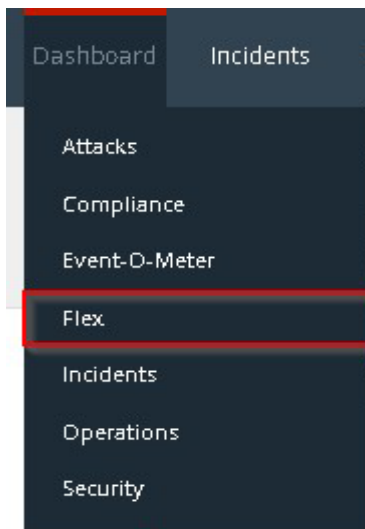 Dashboard Incidents
Attacks
Compliance
Event-O-Meter
Flex
Incidents
Operations
Security